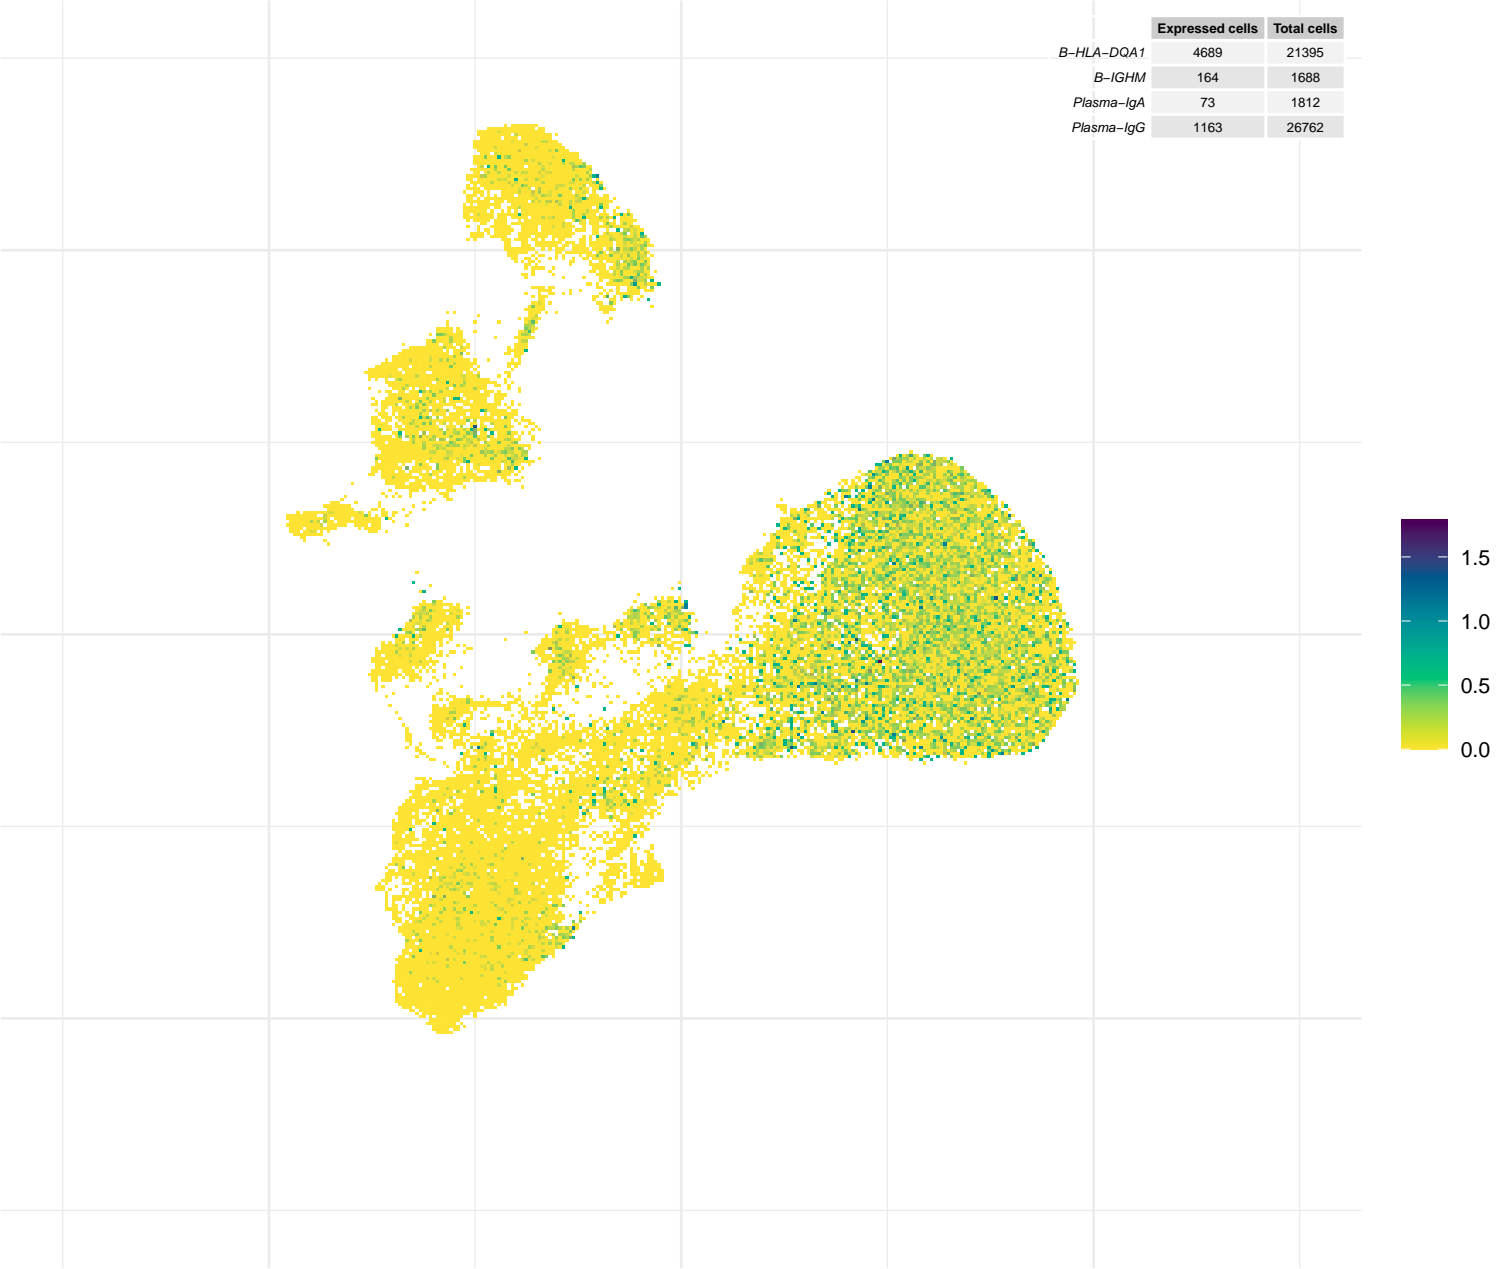 Expressed cells Total cells
B−HLA−DQA1 4689 21395
B−IGHM 164 1688
Plasma−IgA 73 1812
Plasma−IgG 1163 26762
1.5
1.0
0.5
0.0